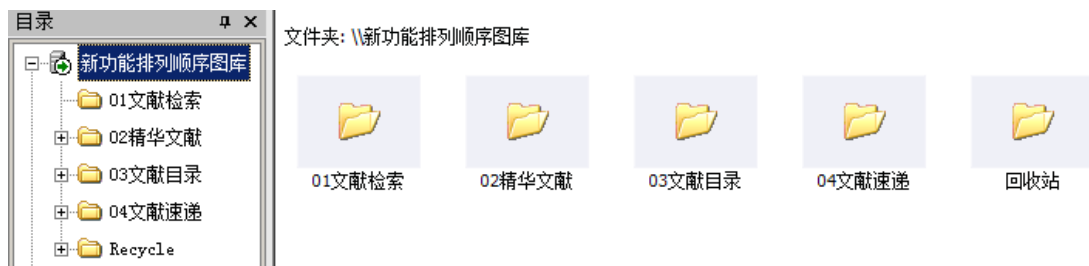 目录
新功能排列顺序图库
01文献检索
02精华文献
03文献目录
04文献速递
Recycle
文件夹: \\新功能排列顺序图库
01文献检索
02精华文献
03文献目录
04文献速递
回收站